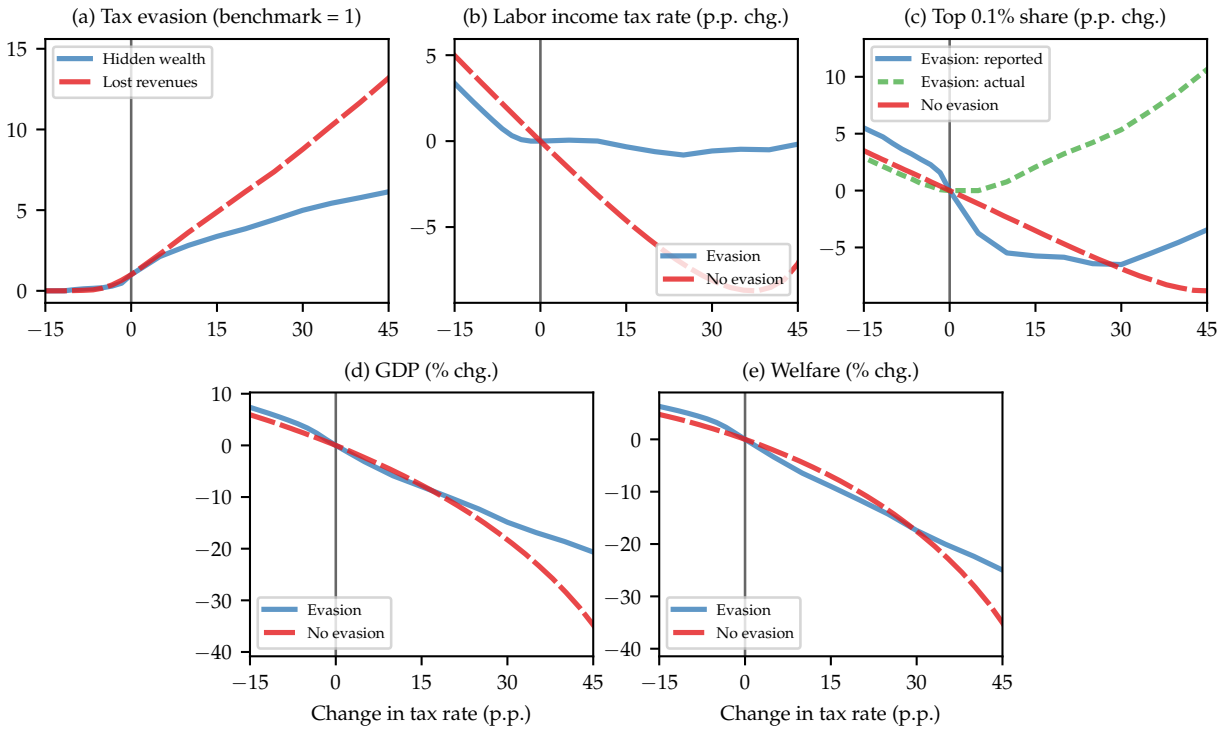 (a) Tax evasion (benchmark = 1)
15
10
5
0
Hidden wealth
Lost revenues
−15 0 15 30 45
(b) Labor income tax rate (p.p. chg.)
5
0
−5
Evasion
No evasion
−15 0 15 30 45
(c) Top 0.1% share (p.p. chg.)
10
5
0
−5
Evasion: reported
Evasion: actual
No evasion
−15 0 15 30 45
(d) GDP (% chg.)
10
0
−10
−20
−30
−40
Evasion
No evasion
−15 0 15 30 45
Change in tax rate (p.p.)
(e) Welfare (% chg.)
0
−10
−20
−30
−40
Evasion
No evasion
−15 0 15 30 45
Change in tax rate (p.p.)